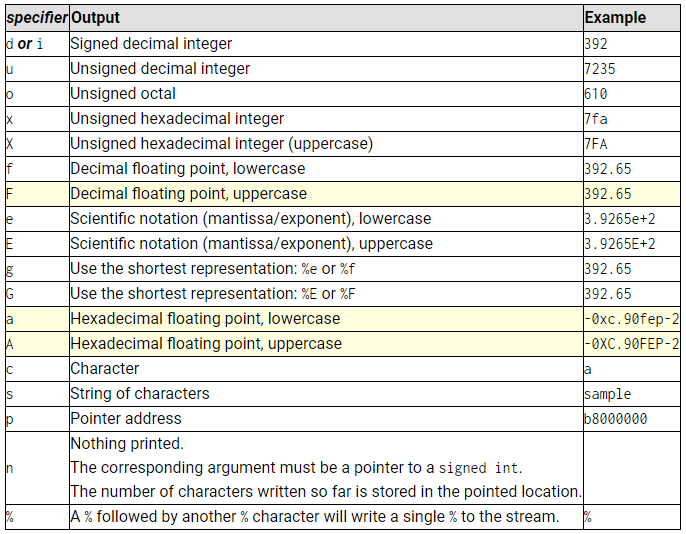 specifier Output Example
d or i Signed decimal integer 392
u Unsigned decimal integer 7235
o Unsigned octal 610
x Unsigned hexadecimal integer 7fa
X Unsigned hexadecimal integer (uppercase) 7FA
f Decimal floating point, lowercase 392.65
F Decimal floating point, uppercase 392.65
e Scientific notation (mantissa/exponent), lowercase 3.9265e+2
E Scientific notation (mantissa/exponent), uppercase 3.9265E+2
g Use the shortest representation: %e or %f 392.65
G Use the shortest representation: %E or %F 392.65
a Hexadecimal floating point, lowercase -0xc.90fep-2
A Hexadecimal floating point, uppercase -0XC.90FEP-2
c Character a
s String of characters sample
p Pointer address b8000000
Nothing printed.
n The corresponding argument must be a pointer to a signed int.
The number of characters written so far is stored in the pointed location.
% A % followed by another % character will write a single % to the stream. %